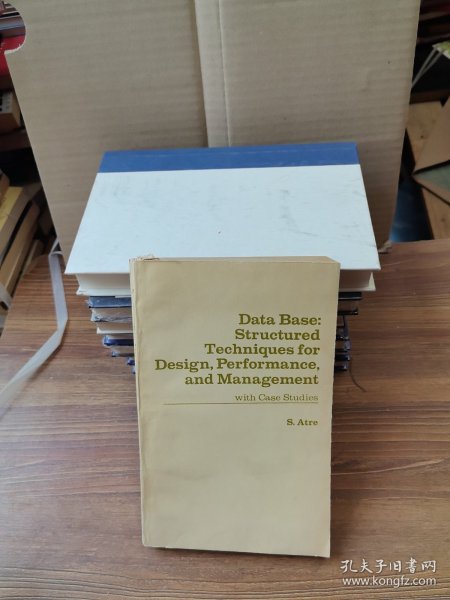 Data Base:
Structured
Techniques for
Design, Performance,
and Management
with Case Studies
S. Atre
孔夫子旧书网
www.kongfz.com